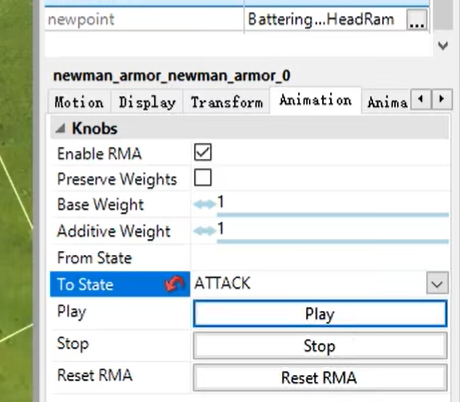 newpoint Battering...HeadRam ...
newman_armor_newman_armor_0
Motion Display Transform Animation Anima
Knobs
Enable RMA
Preserve Weights
Base Weight 1
Additive Weight 1
From State
To State ATTACK
Play Play
Stop Stop
Reset RMA Reset RMA